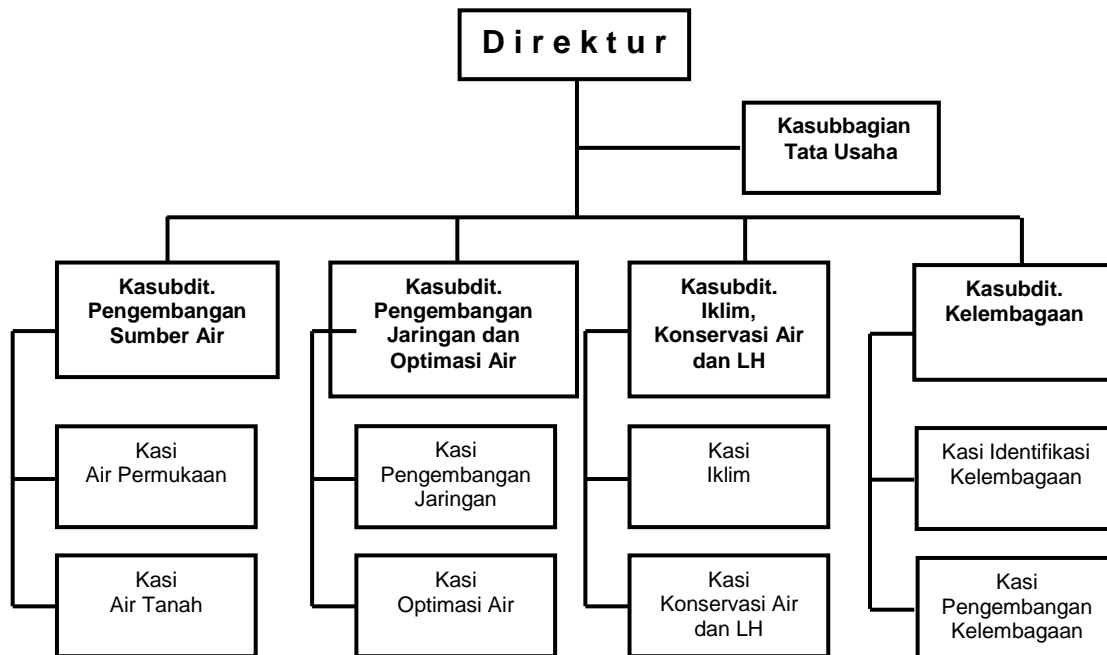 Direktur
Kasubbagian
Tata Usaha
Kasubdit.
Pengembangan
Sumber Air
Kasubdit.
Pengembangan
Jaringan dan
Optimasi Air
Kasubdit.
Iklim,
Konservasi Air
dan LH
Kasubdit.
Kelembagaan
Kasi
Air Permukaan
Kasi
Pengembangan
Jaringan
Kasi
Iklim
Kasi Identifikasi
Kelembagaan
Kasi
Air Tanah
Kasi
Optimasi Air
Kasi
Konservasi Air
dan LH
Kasi
Pengembangan
Kelembagaan